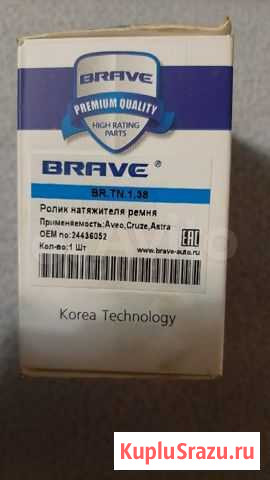 BRAVE
PREMIUM QUALITY
HIGH RATING
PARTS
BRAVE ®
BR.TN.1.38
Ролик натяжителя ремня
Применяемость:Aveo,Cruze,Astra
OEM no:24436052
Кол-во:1 Шт
EAC
www.brave-auto.ru
Korea Technology
KupluSrazu.ru